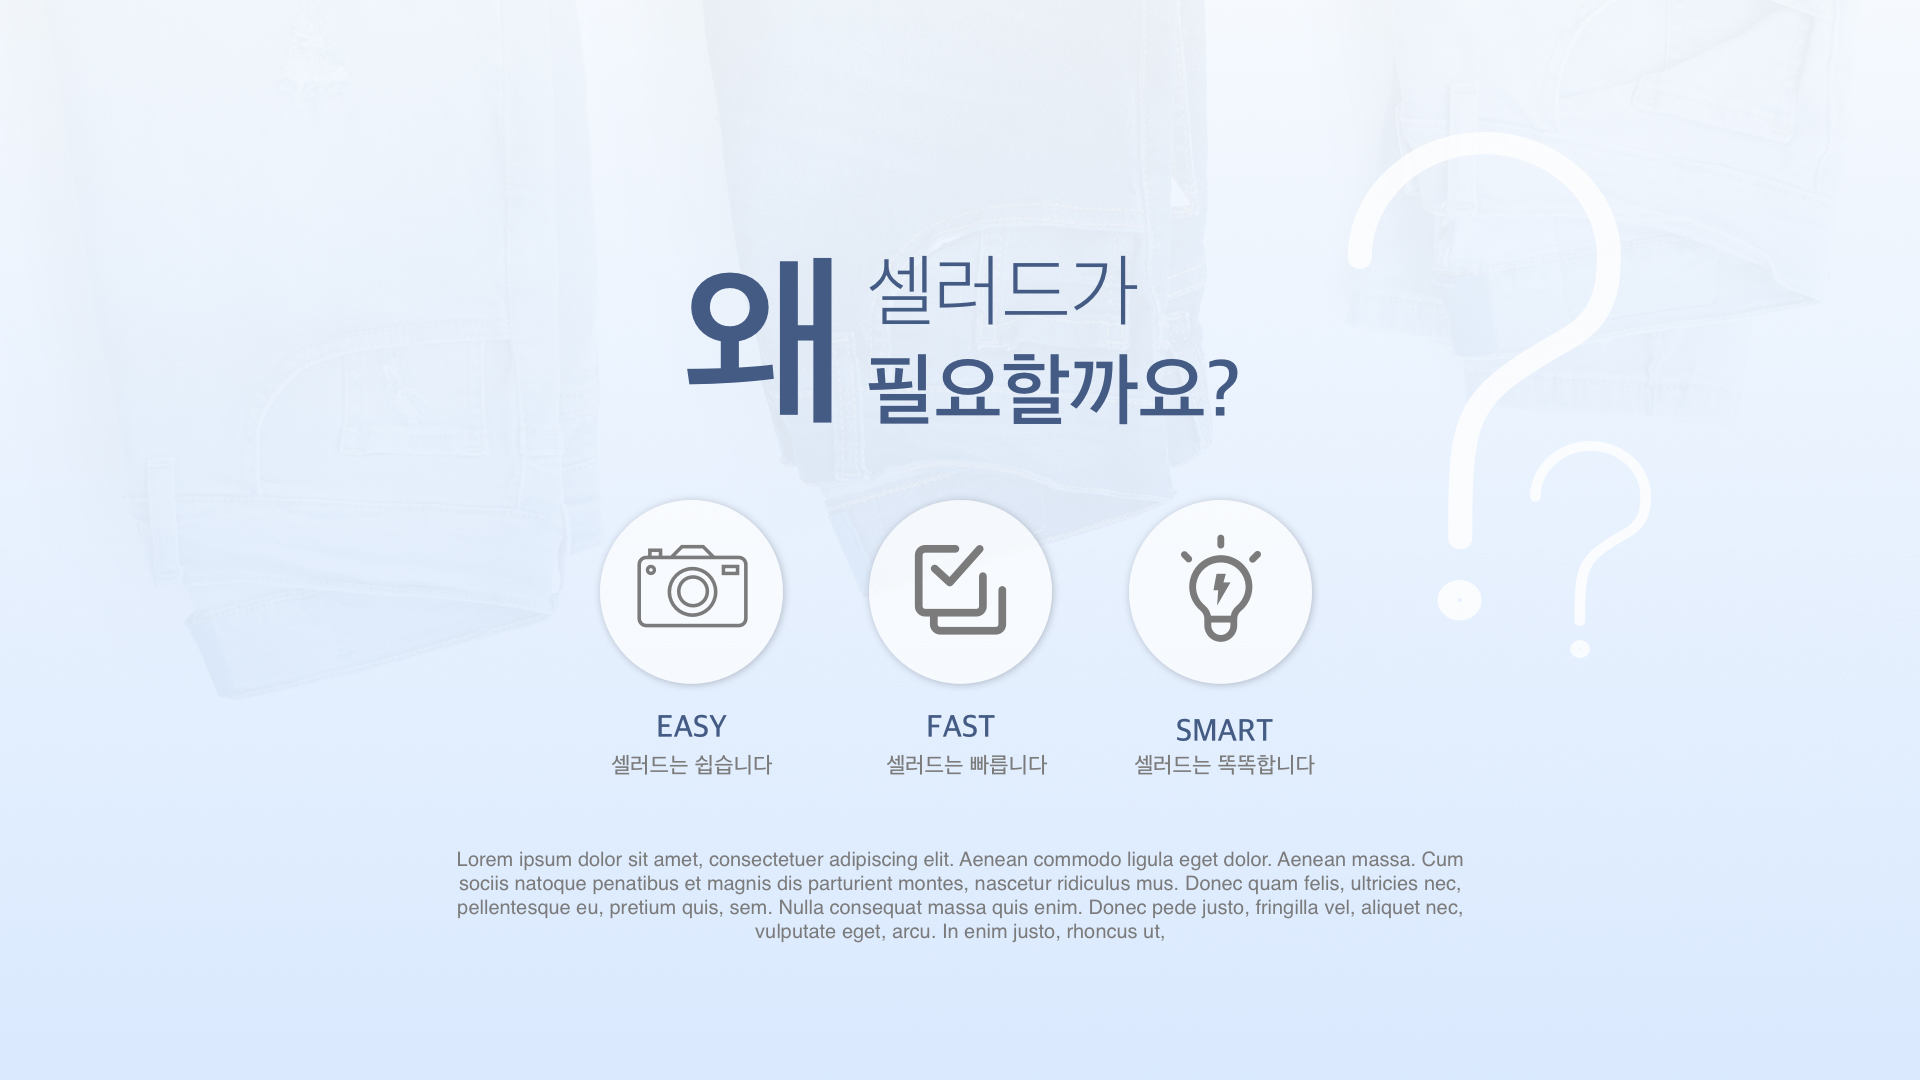 왜 셀러드가
필요할까요?
EASY
셀러드는 쉽습니다
FAST
셀러드는 빠릅니다
SMART
셀러드는 똑똑합니다
Lorem ipsum dolor sit amet, consectetuer adipiscing elit. Aenean commodo ligula eget dolor. Aenean massa. Cum
sociis natoque penatibus et magnis dis parturient montes, nascetur ridiculus mus. Donec quam felis, ultricies nec,
pellentesque eu, pretium quis, sem. Nulla consequat massa quis enim. Donec pede justo, fringilla vel, aliquet nec,
vulputate eget, arcu. In enim justo, rhoncus ut,